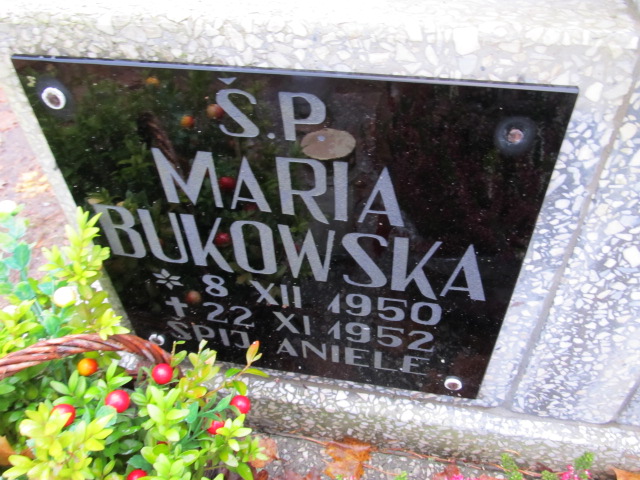 Ś.P.
MARIA
BUKOWSKA
* 8 XII 1950
✝ 22 XI 1952
ŚPIJ ANIELE